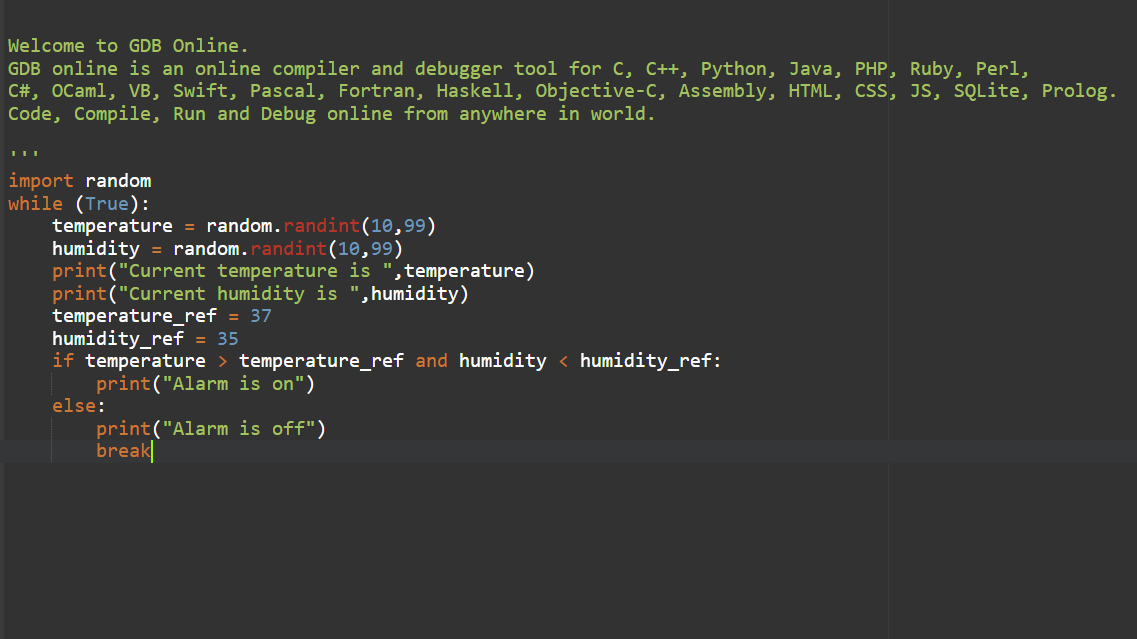 Welcome to GDB Online.
GDB online is an online compiler and debugger tool for C, C++, Python, Java, PHP, Ruby, Perl,
C#, OCaml, VB, Swift, Pascal, Fortran, Haskell, Objective-C, Assembly, HTML, CSS, JS, SQLite, Prolog.
Code, Compile, Run and Debug online from anywhere in world.

'''
import random
while (True):
    temperature = random.randint(10,99)
    humidity = random.randint(10,99)
    print("Current temperature is ",temperature)
    print("Current humidity is ",humidity)
    temperature_ref = 37
    humidity_ref = 35
    if temperature > temperature_ref and humidity < humidity_ref:
        print("Alarm is on")
    else:
        print("Alarm is off")
        break